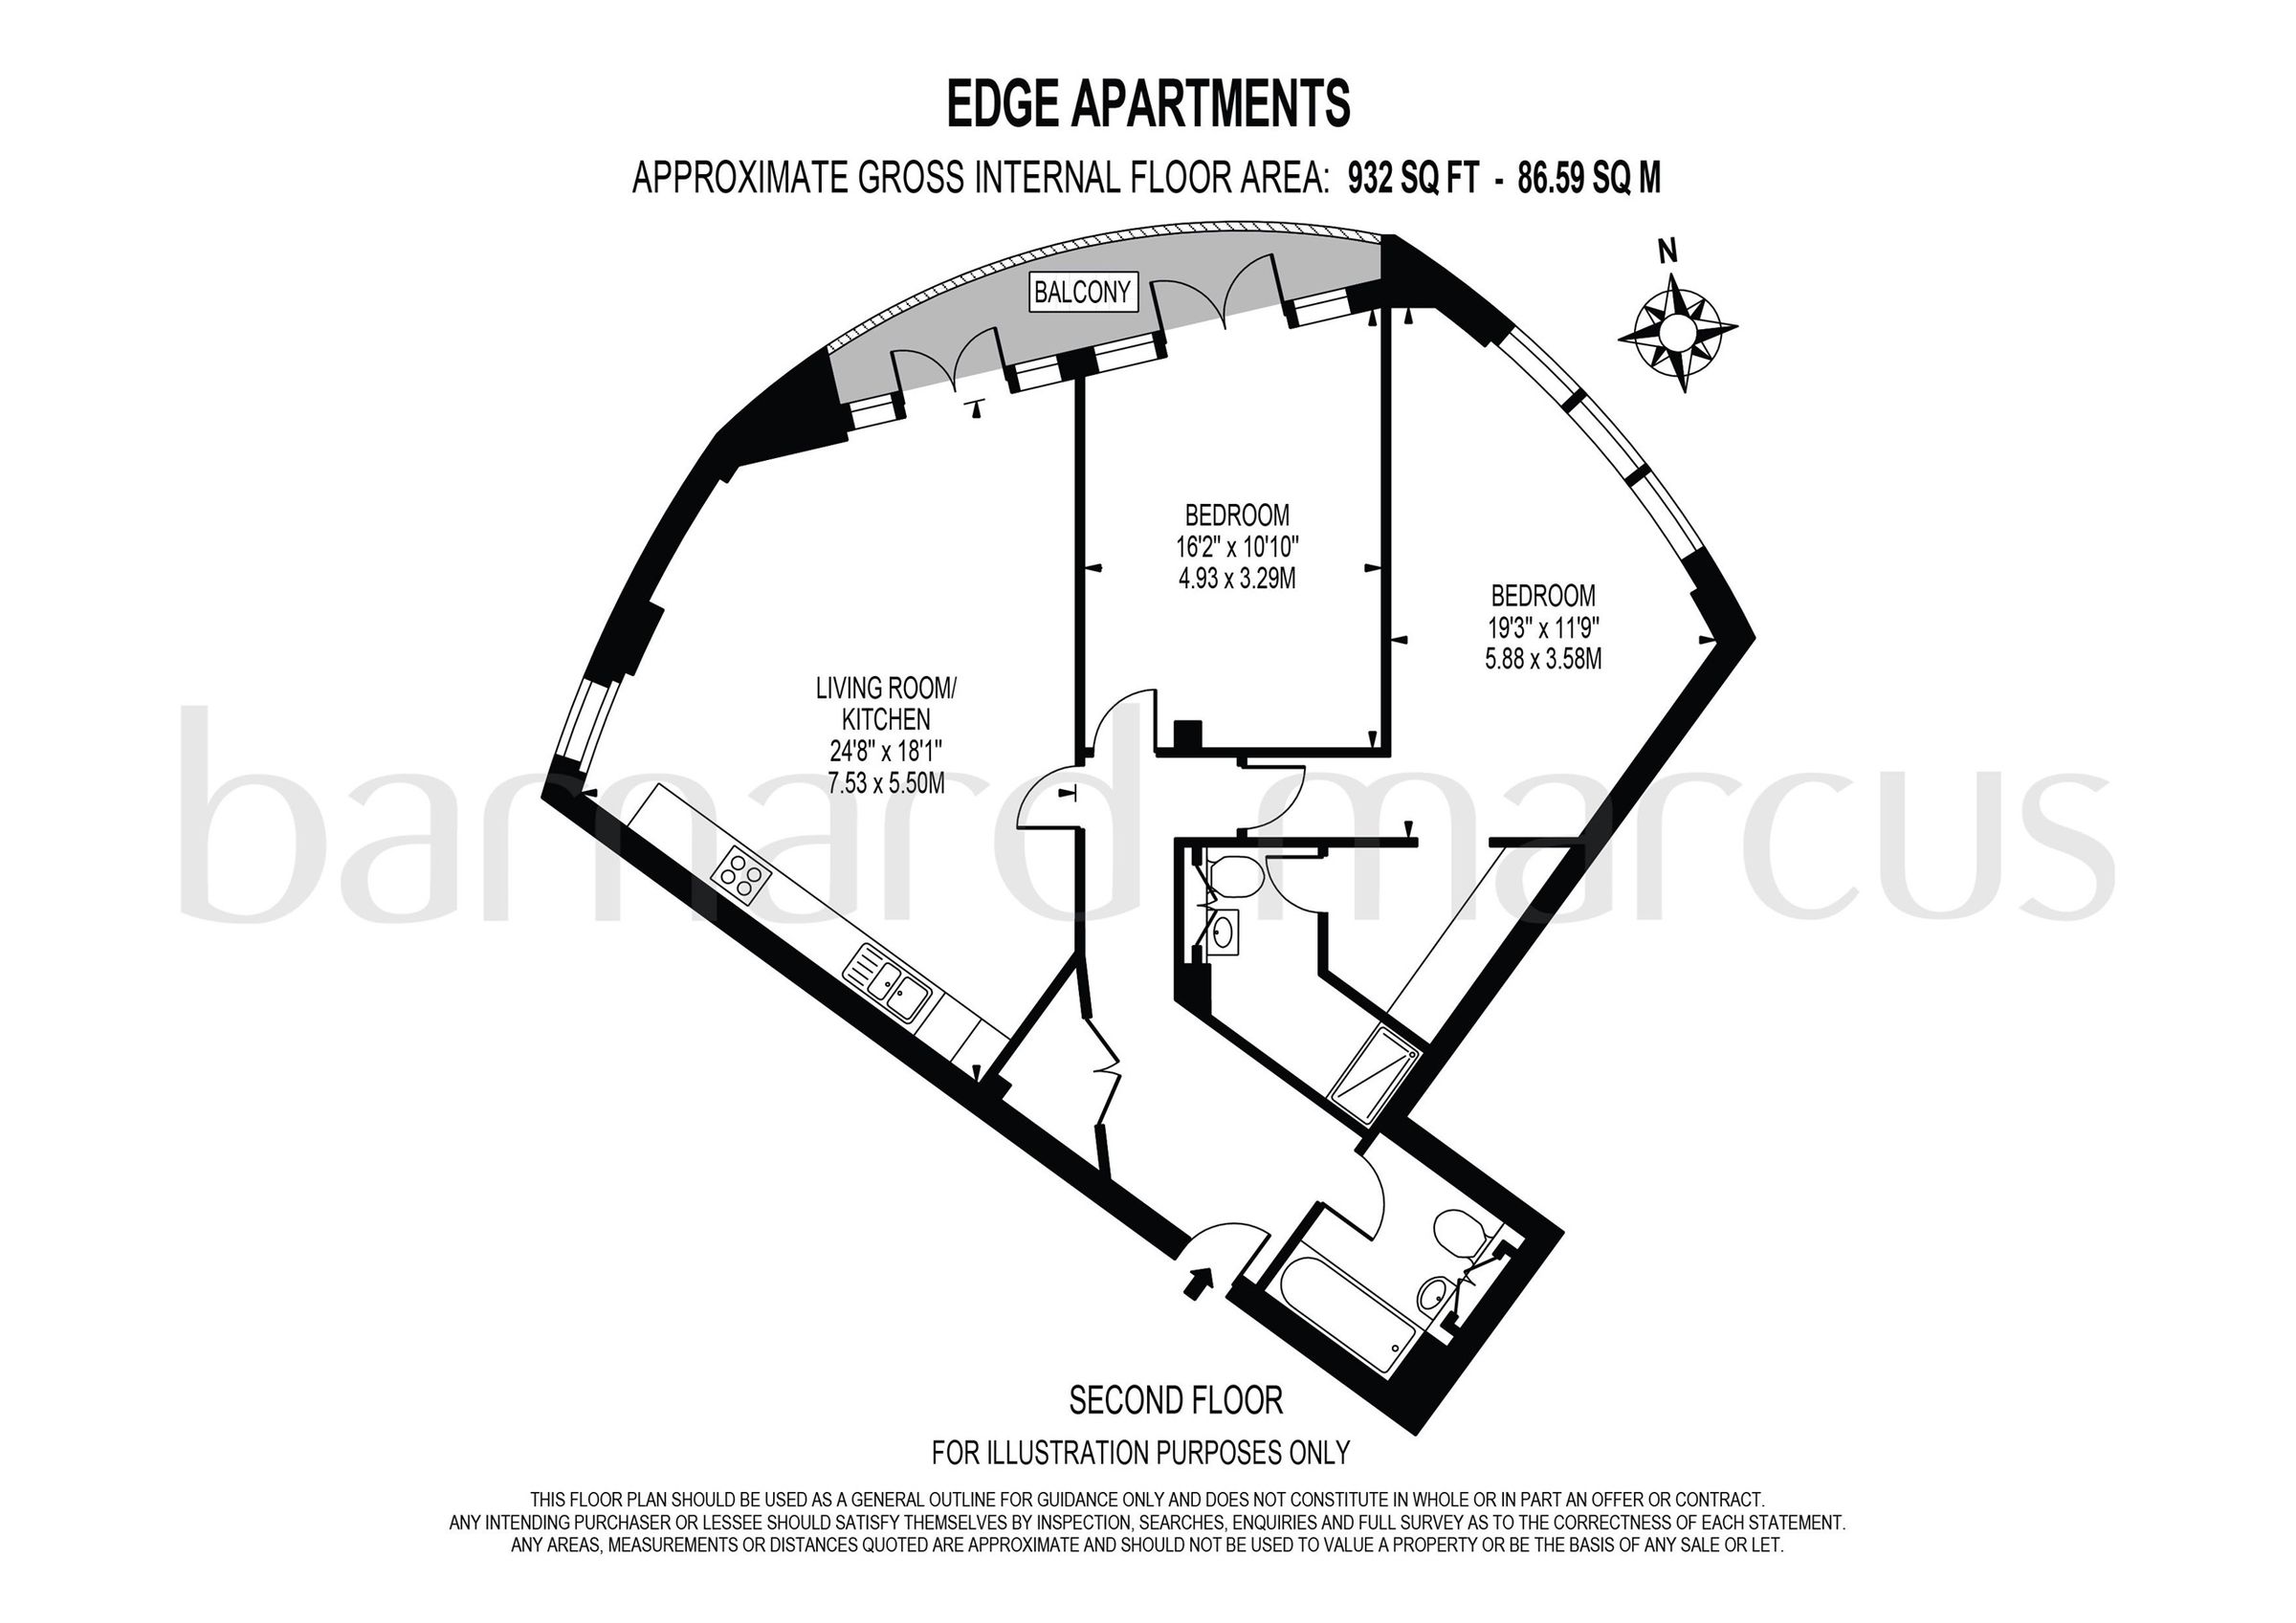 EDGE APARTMENTS
APPROXIMATE GROSS INTERNAL FLOOR AREA: 932 SQ FT - 86.59 SQ M
N
BALCONY
BEDROOM
16'2" x 10'10"
4.93 x 3.29M
BEDROOM
19'3" x 11'9"
5.88 x 3.58M
LIVING ROOM/
KITCHEN
24'8" x 18'1"
7.53 x 5.50M
barnard marcus
SECOND FLOOR
FOR ILLUSTRATION PURPOSES ONLY
THIS FLOOR PLAN SHOULD BE USED AS A GENERAL OUTLINE FOR GUIDANCE ONLY AND DOES NOT CONSTITUTE IN WHOLE OR IN PART AN OFFER OR CONTRACT.
ANY INTENDING PURCHASER OR LESSEE SHOULD SATISFY THEMSELVES BY INSPECTION, SEARCHES, ENQUIRIES AND FULL SURVEY AS TO THE CORRECTNESS OF EACH STATEMENT.
ANY AREAS, MEASUREMENTS OR DISTANCES QUOTED ARE APPROXIMATE AND SHOULD NOT BE USED TO VALUE A PROPERTY OR BE THE BASIS OF ANY SALE OR LET.